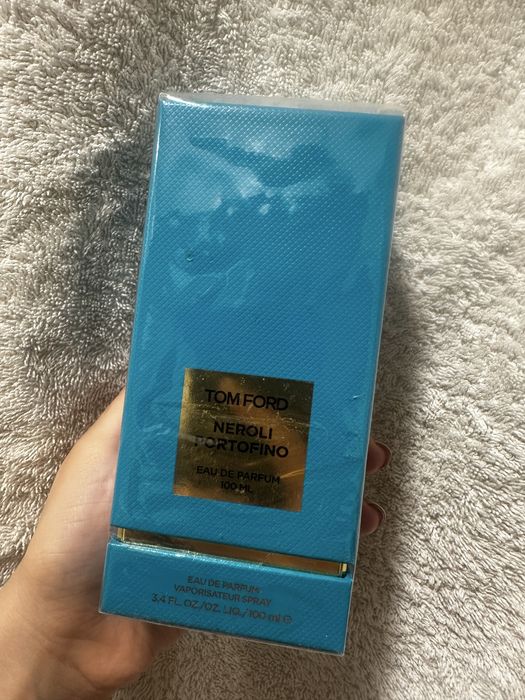 TOM FORD
NEROLI
PORTOFINO
EAU DE PARFUM
100 ML
EAU DE PARFUM
VAPORISATEUR SPRAY
3.4 FL. OZ./OZ. LIQ./100 ml ℮